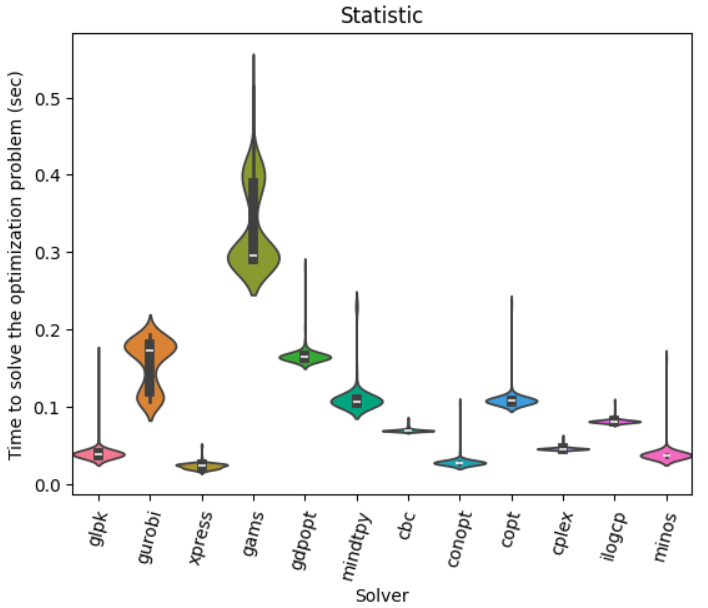 Statistic
Time to solve the optimization problem (sec)
0.5
0.4
0.3
0.2
0.1
0.0
glpk
gurobi
xpress
gams
gdpopt
mindtpy
cbc
conopt
copt
cplex
ilogcp
minos
Solver